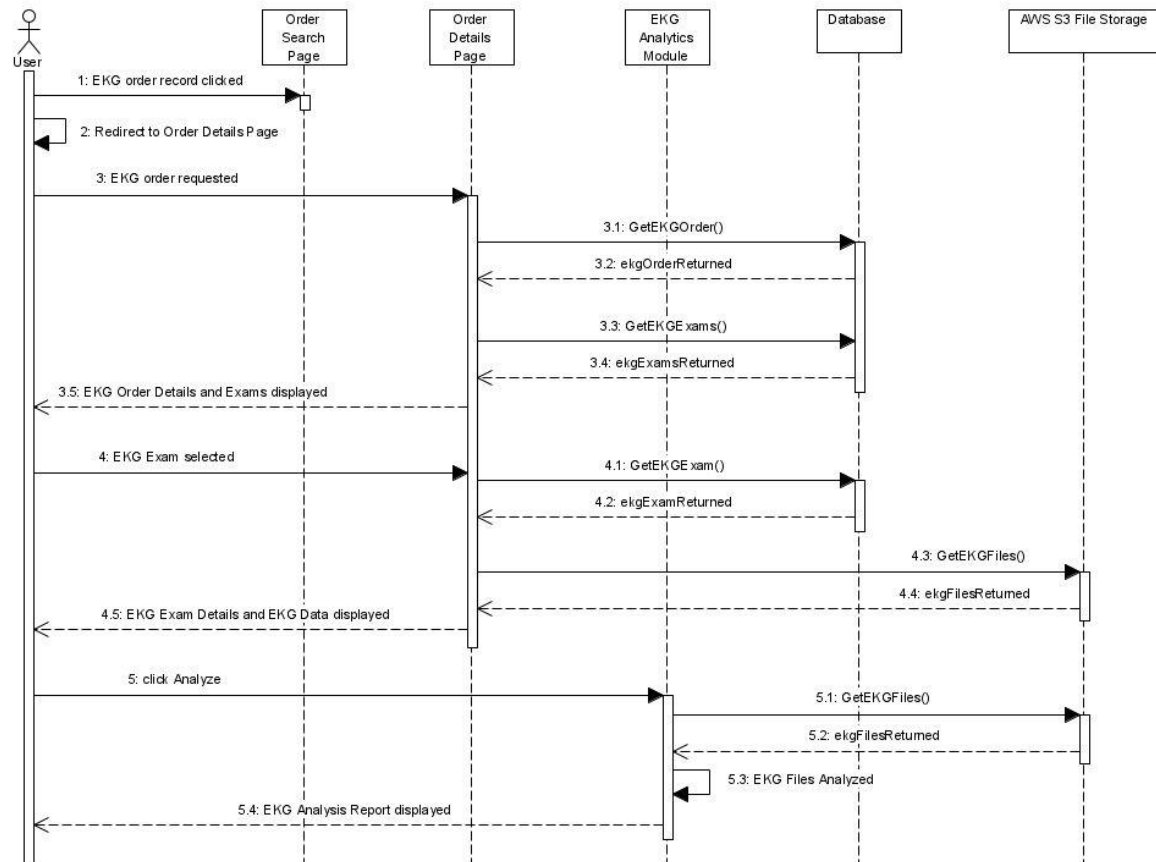 Order
Search
Page
Order
Details
Page
EKG
Analytics
Module
Database
AWS S3 File Storage
User
1: EKG order record clicked
2: Redirect to Order Details Page
3: EKG order requested
3.1: GetEKGOrder()
3.2: ekgOrderReturned
3.3: GetEKGExams()
3.4: ekgExamsReturned
3.5: EKG Order Details and Exams displayed
4: EKG Exam selected
4.1: GetEKGExam()
4.2: ekgExamReturned
4.3: GetEKGFiles()
4.4: ekgFilesReturned
4.5: EKG Exam Details and EKG Data displayed
5: click Analyze
5.1: GetEKGFiles()
5.2: ekgFilesReturned
5.3: EKG Files Analyzed
5.4: EKG Analysis Report displayed